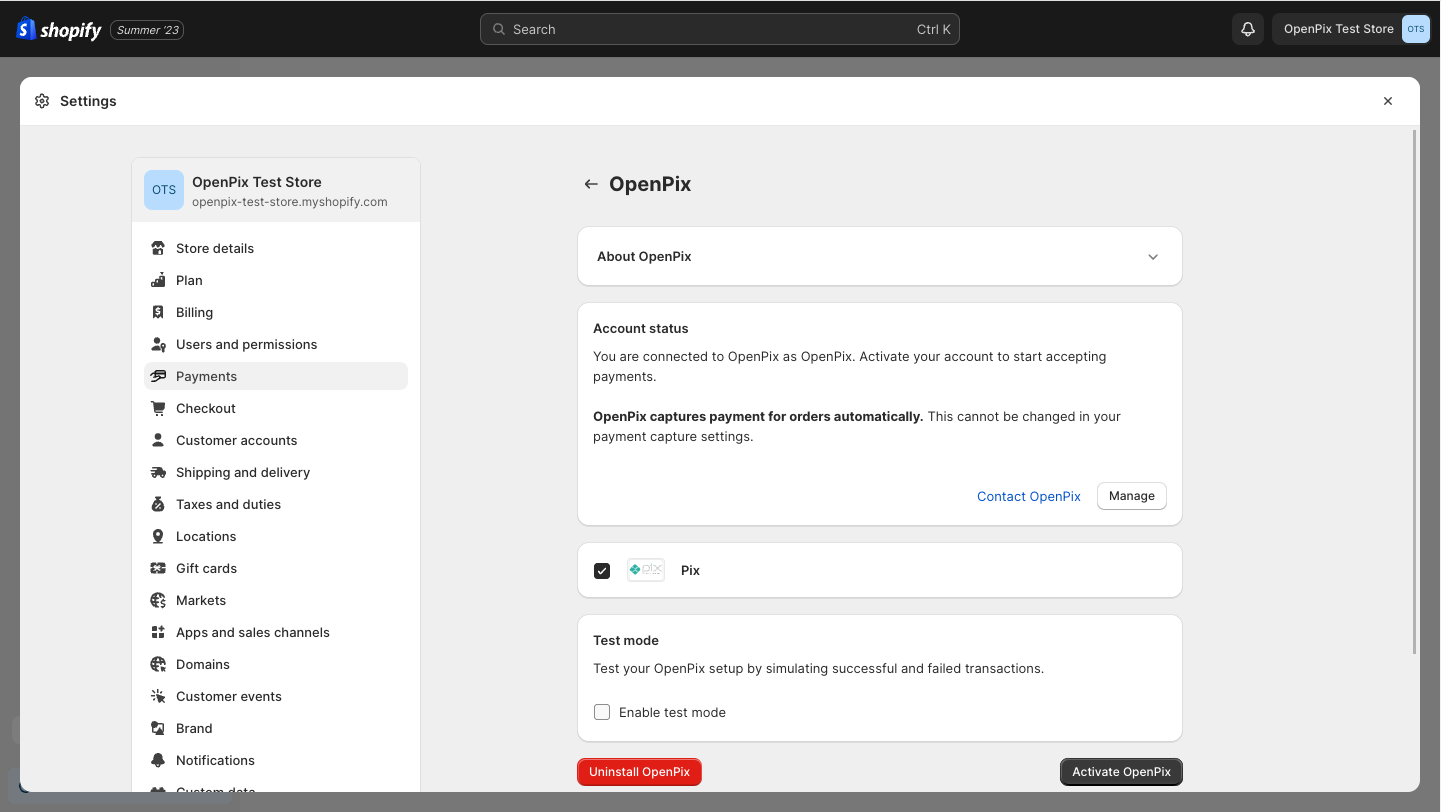 shopify
Summer '23
Search
Ctrl K
OpenPix Test Store
OTS
Settings
OTS
OpenPix Test Store
openpix-test-store.myshopify.com
Store details
Plan
Billing
Users and permissions
Payments
Checkout
Customer accounts
Shipping and delivery
Taxes and duties
Locations
Gift cards
Markets
Apps and sales channels
Domains
Customer events
Brand
Notifications
Custom data
OpenPix
About OpenPix
Account status
You are connected to OpenPix as OpenPix. Activate your account to start accepting
payments.
OpenPix captures payment for orders automatically. This cannot be changed in your
payment capture settings.
Contact OpenPix
Manage
pix
Pix
Test mode
Test your OpenPix setup by simulating successful and failed transactions.
Enable test mode
Uninstall OpenPix
Activate OpenPix